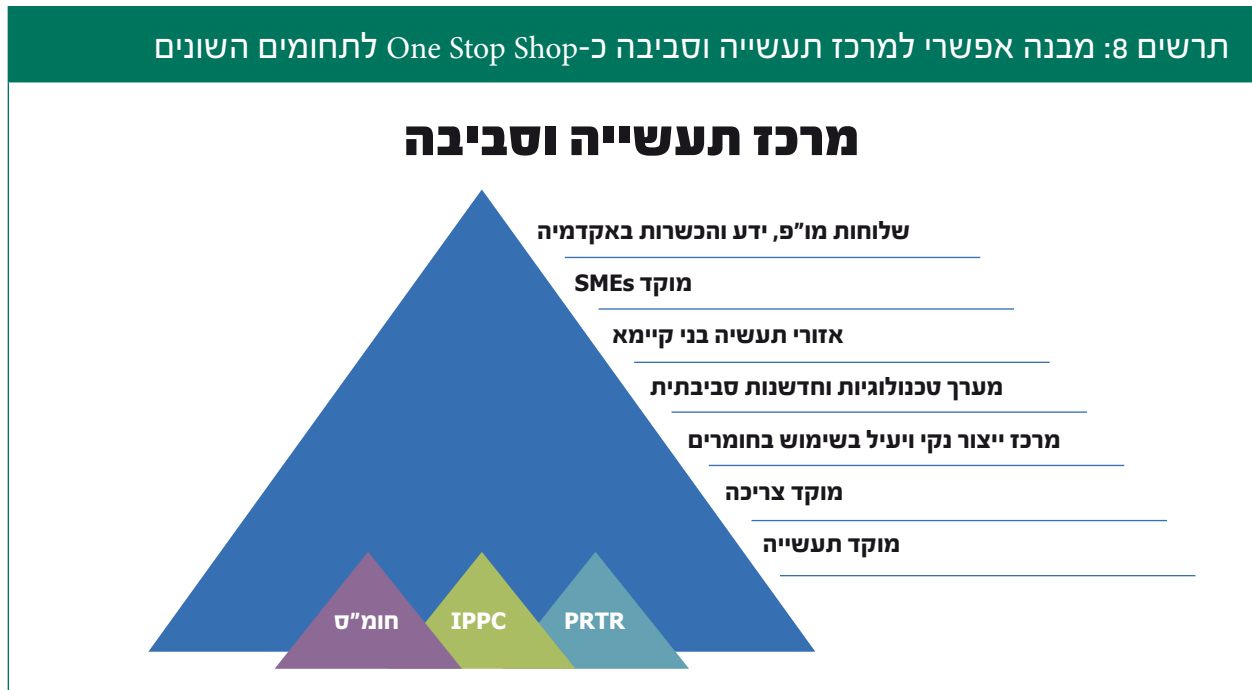 תרשים 8: מבנה אפשרי למרכז תעשייה וסביבה כ-One Stop Shop לתחומים השונים
מרכז תעשייה וסביבה
שלוחות מו"פ, ידע והכשרות באקדמיה
מוקד SMEs
אזורי תעשיה בני קיימא
מערך טכנולוגיות וחדשנות סביבתית
מרכז ייצור נקי ויעיל בשימוש בחומרים
מוקד צריכה
מוקד תעשייה
PRTR
IPPC
חומ"ס